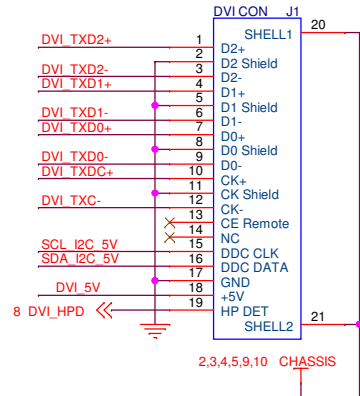 DVI CON J1
SHELL1 20
DVI_TXD2+ 1 D2+
2 D2 Shield
DVI_TXD2- 3 D2-
DVI_TXD1+ 4 D1+
5 D1 Shield
DVI_TXD1- 6 D1-
DVI_TXD0+ 7 D0+
8 D0 Shield
DVI_TXD0- 9 D0-
DVI_TXDC+ 10 CK+
11 CK Shield
DVI_TXC- 12 CK-
13 CE Remote
14 NC
SCL_I2C_5V 15 DDC CLK
SDA_I2C_5V 16 DDC DATA
17 GND
DVI_5V 18 +5V
8 DVI_HPD 19 HP DET
SHELL2 21
2,3,4,5,9,10 CHASSIS